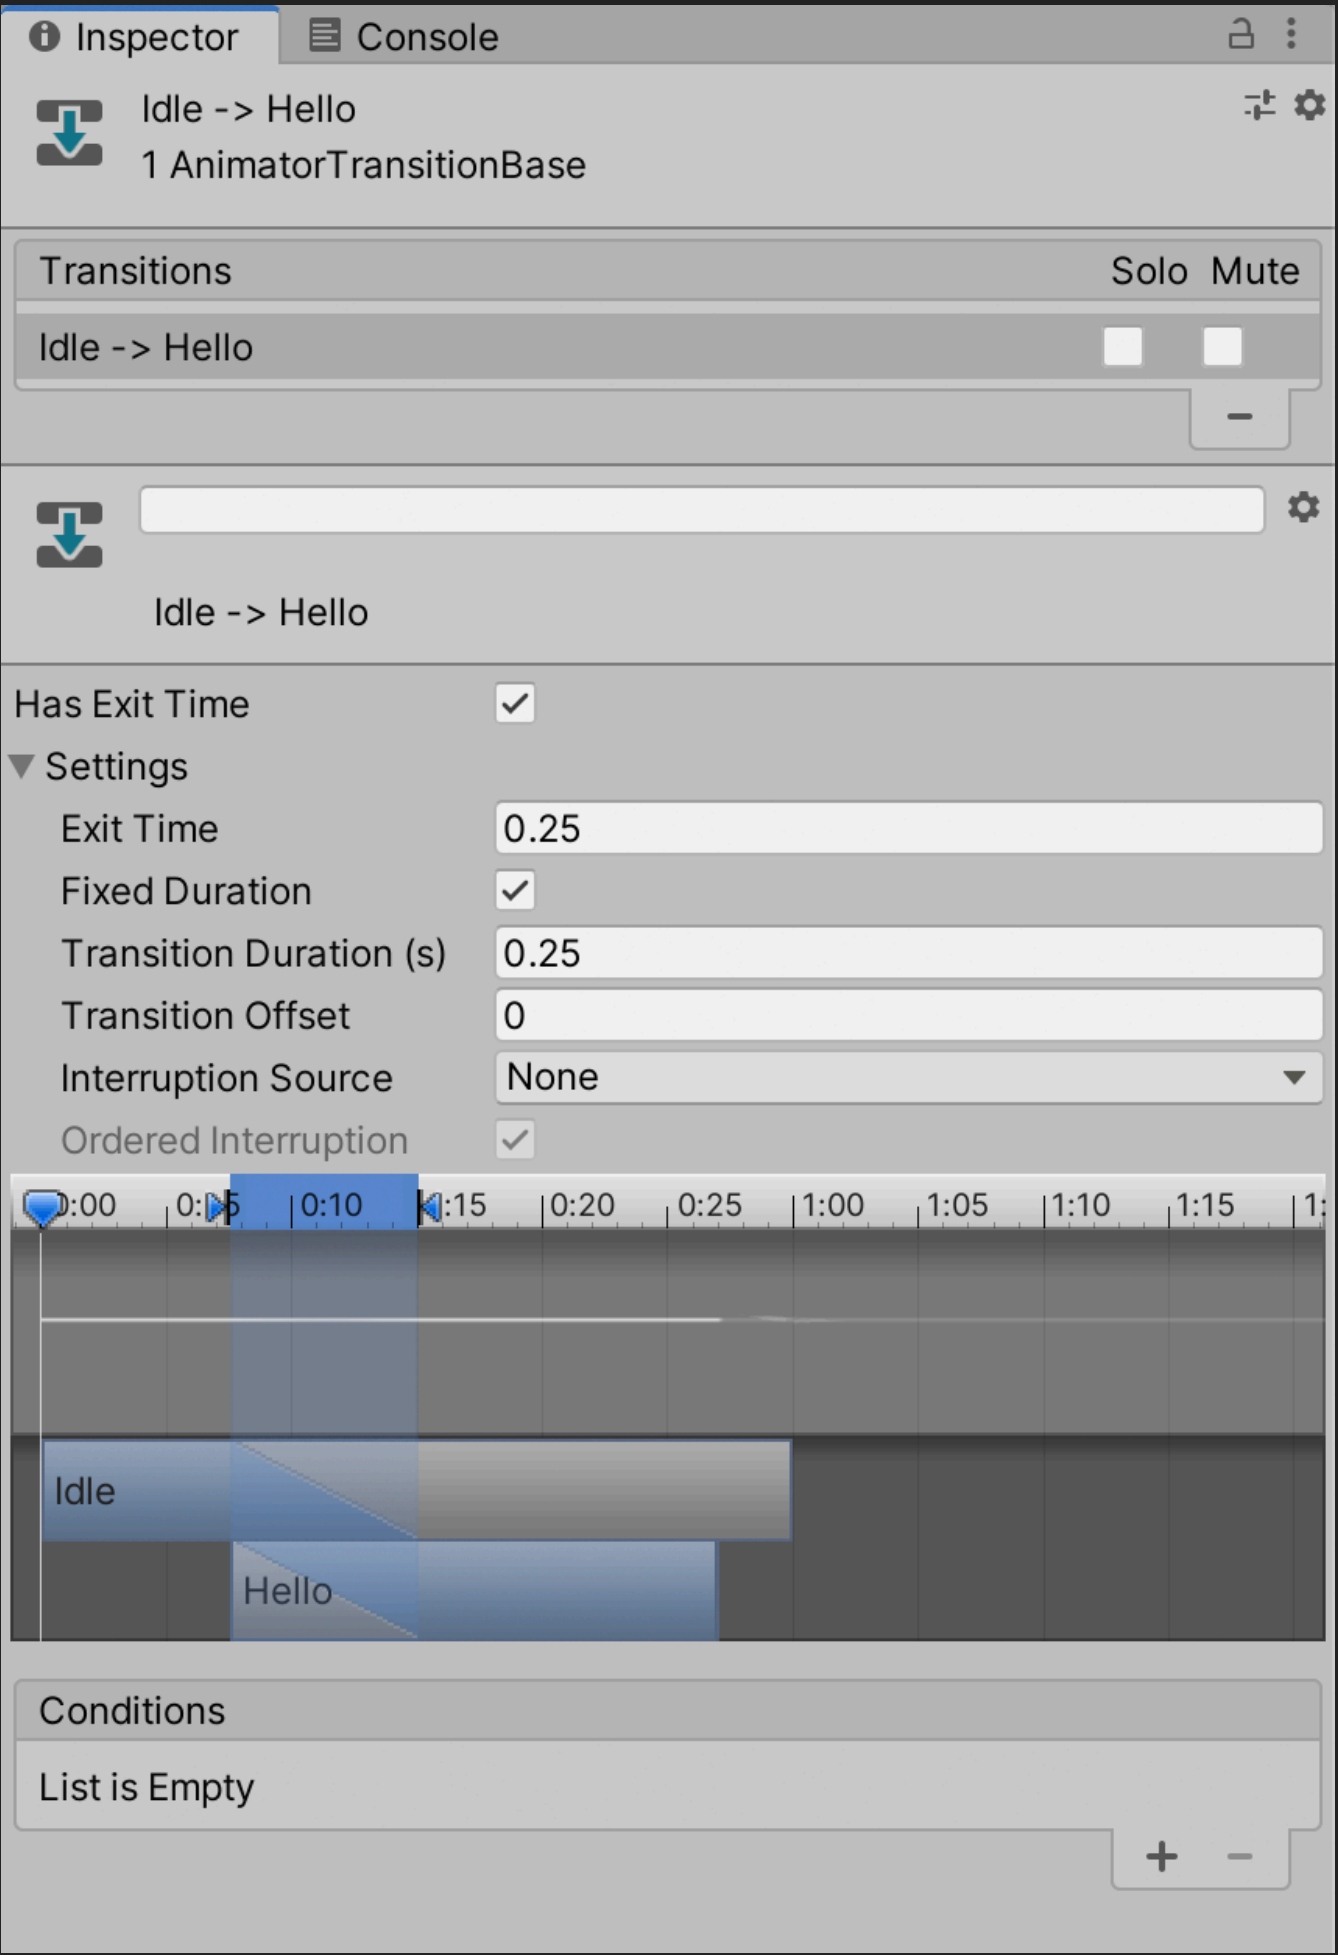 Inspector Console
Idle -> Hello
1 AnimatorTransitionBase
Transitions Solo Mute
Idle -> Hello
Idle -> Hello
Has Exit Time
Settings
Exit Time 0.25
Fixed Duration
Transition Duration (s) 0.25
Transition Offset 0
Interruption Source None
Ordered Interruption
0:10 0:20 0:25 1:00 1:05 1:10 1:15
Idle
Hello
Conditions
List is Empty